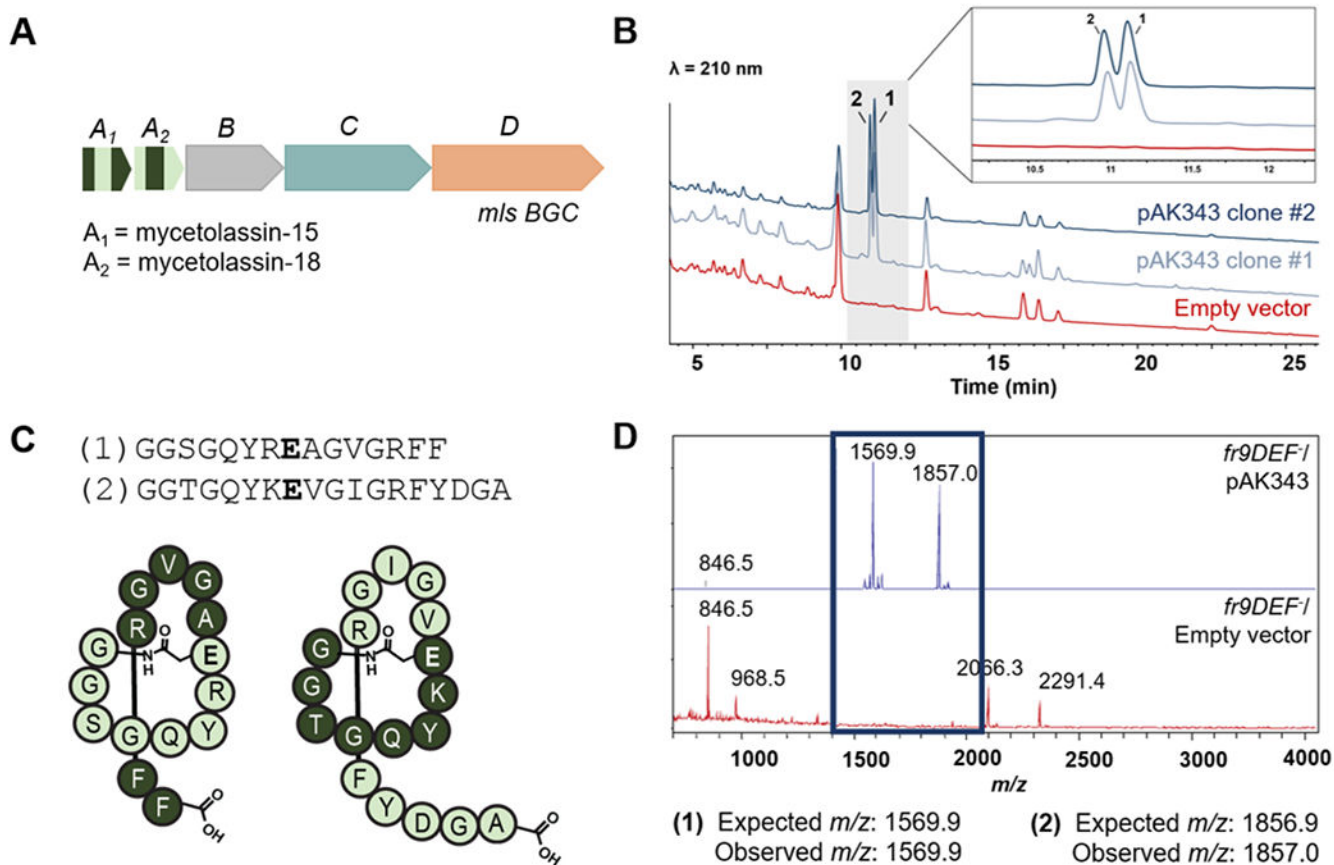 A
A1 A2 B C D
mls BGC
A1 = mycetolassin-15
A2 = mycetolassin-18
B
λ = 210 nm
2 1
2 1
10.5 11 11.5 12
pAK343 clone #2
pAK343 clone #1
Empty vector
5 10 15 20 25
Time (min)
C
(1) GGSGQYREAGVGRFF
(2) GGTGQYKEVGIGRFYDGA
V
G G
R A
G E
G R
S Y
G Q
F
F
O
N
H
O
OH
I
G G
R V
G E
G K
T Y
G Q
F
Y D G A
O
N
H
O
OH
D
1569.9
1857.0
846.5
fr9DEF-/
pAK343
846.5
968.5
2066.3
2291.4
fr9DEF-/
Empty vector
1000 1500 2000 2500 3000 4000
m/z
(1) Expected m/z: 1569.9
Observed m/z: 1569.9
(2) Expected m/z: 1856.9
Observed m/z: 1857.0